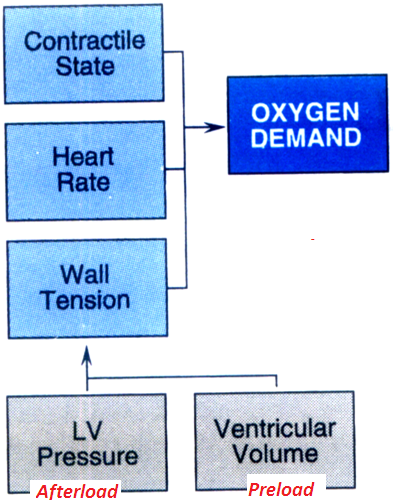 Contractile
State
OXYGEN
DEMAND
Heart
Rate
Wall
Tension
LV
Pressure
Afterload
Ventricular
Volume
Preload